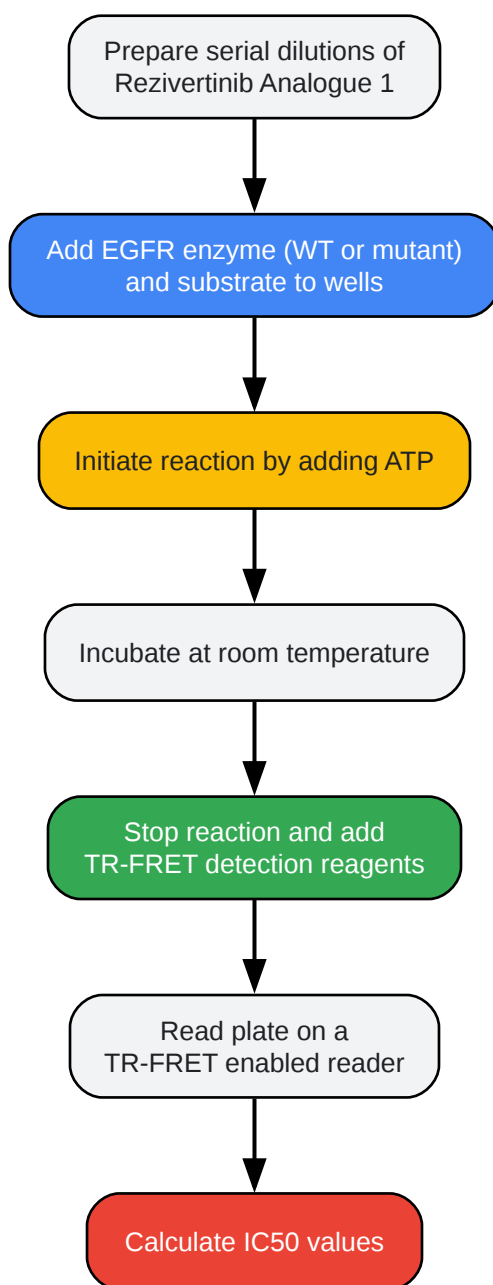 Prepare serial dilutions of
Rezivertinib Analogue 1
Add EGFR enzyme (WT or mutant)
and substrate to wells
Initiate reaction by adding ATP
Incubate at room temperature
Stop reaction and add
TR-FRET detection reagents
Read plate on a
TR-FRET enabled reader
Calculate IC50 values